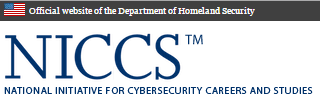 Official website of the Department of Homeland Security
NICCS™
NATIONAL INITIATIVE FOR CYBERSECURITY CAREERS AND STUDIES